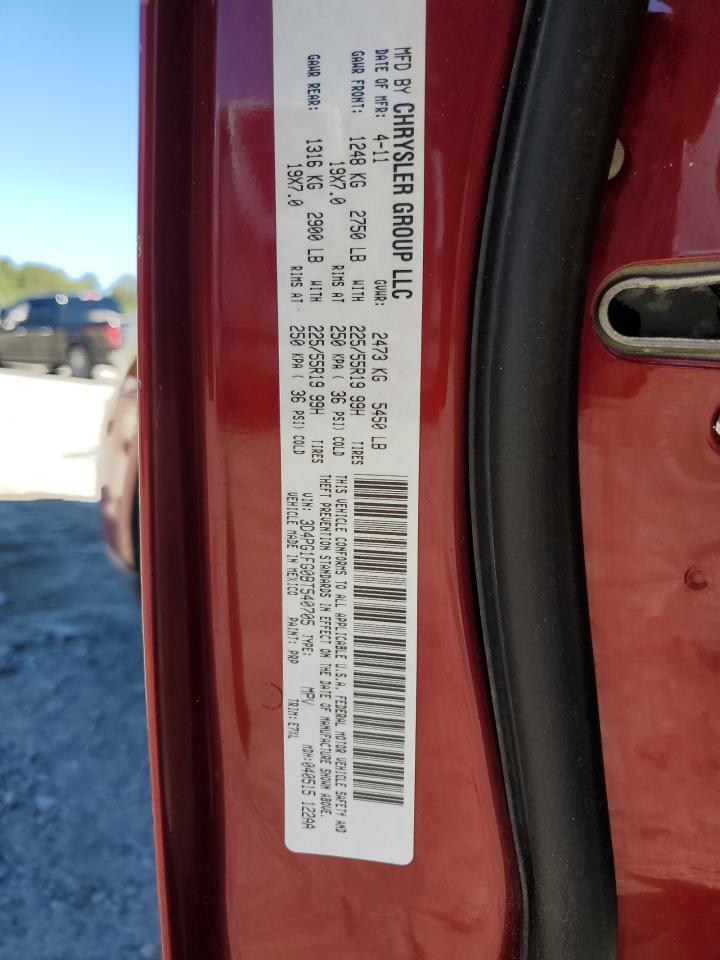 MFD BY CHRYSLER GROUP LLC
DATE OF MFR: 4-11 GVWR: 2473 KG 5450 LB
GAWR FRONT: 1248 KG 2750 LB WITH 225/55R19 99H TIRES
19X7.0 RIMS AT 250 KPA ( 36 PSI) COLD
GAWR REAR: 1316 KG 2900 LB WITH 225/55R19 99H TIRES
19X7.0 RIMS AT 250 KPA ( 36 PSI) COLD
THIS VEHICLE CONFORMS TO ALL APPLICABLE U.S.A. FEDERAL MOTOR VEHICLE SAFETY AND
THEFT PREVENTION STANDARDS IN EFFECT ON THE DATE OF MANUFACTURE SHOWN ABOVE.
VIN: 3D4PG1FG0BT540705 TYPE: MPV MDH:040515 122AA
VEHICLE MADE IN MEXICO PAINT: PRP TRIM:E7XL